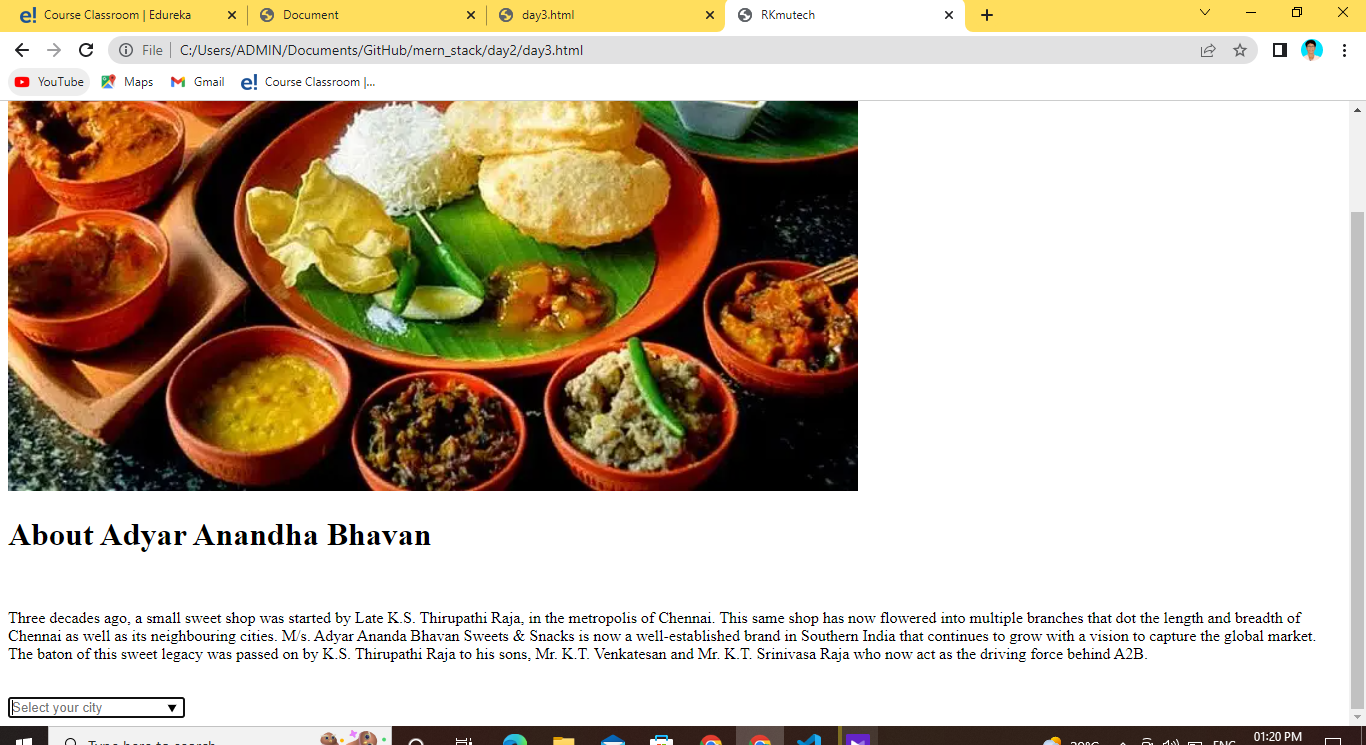 Course Classroom | Edureka
Document
day3.html
RKmutech
File
C:/Users/ADMIN/Documents/GitHub/mern_stack/day2/day3.html
YouTube
Maps
Gmail
e!
Course Classroom |...
About Adyar Anandha Bhavan
Three decades ago, a small sweet shop was started by Late K.S. Thirupathi Raja, in the metropolis of Chennai. This same shop has now flowered into multiple branches that dot the length and breadth of
Chennai as well as its neighbouring cities. M/s. Adyar Ananda Bhavan Sweets & Snacks is now a well-established brand in Southern India that continues to grow with a vision to capture the global market.
The baton of this sweet legacy was passed on by K.S. Thirupathi Raja to his sons, Mr. K.T. Venkatesan and Mr. K.T. Srinivasa Raja who now act as the driving force behind A2B.
Select your city
Type here to search
ENG
01:20 PM